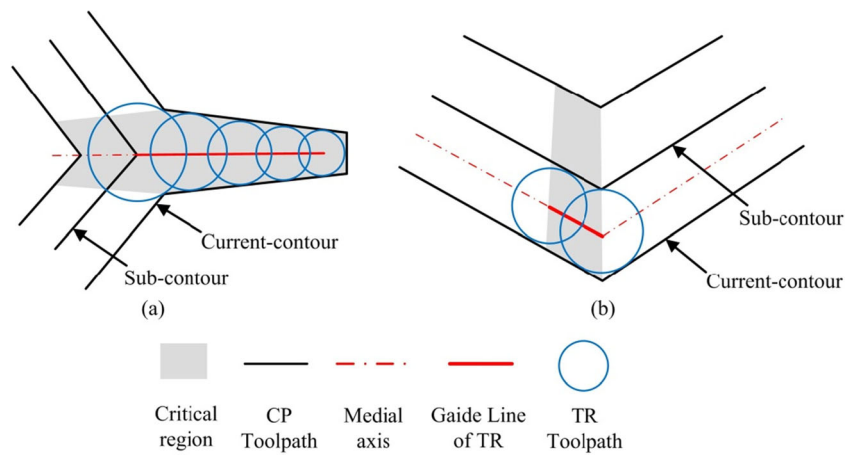 Current-contour
Sub-contour
(a)
Sub-contour
Current-contour
(b)
Critical
region
CP
Toolpath
Medial
axis
Gaide Line
of TR
TR
Toolpath